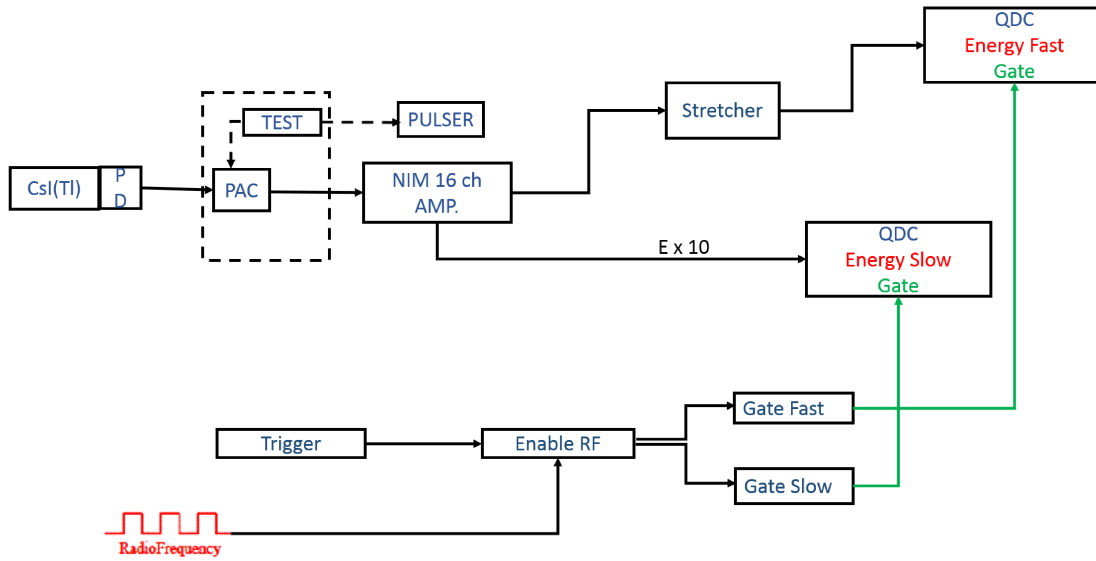 QDC
Energy Fast
Gate
Stretcher
TEST
PULSER
CsI(Tl)
P
D
PAC
NIM 16 ch
AMP.
E x 10
QDC
Energy Slow
Gate
Gate Fast
Trigger
Enable RF
Gate Slow
RadioFrequency